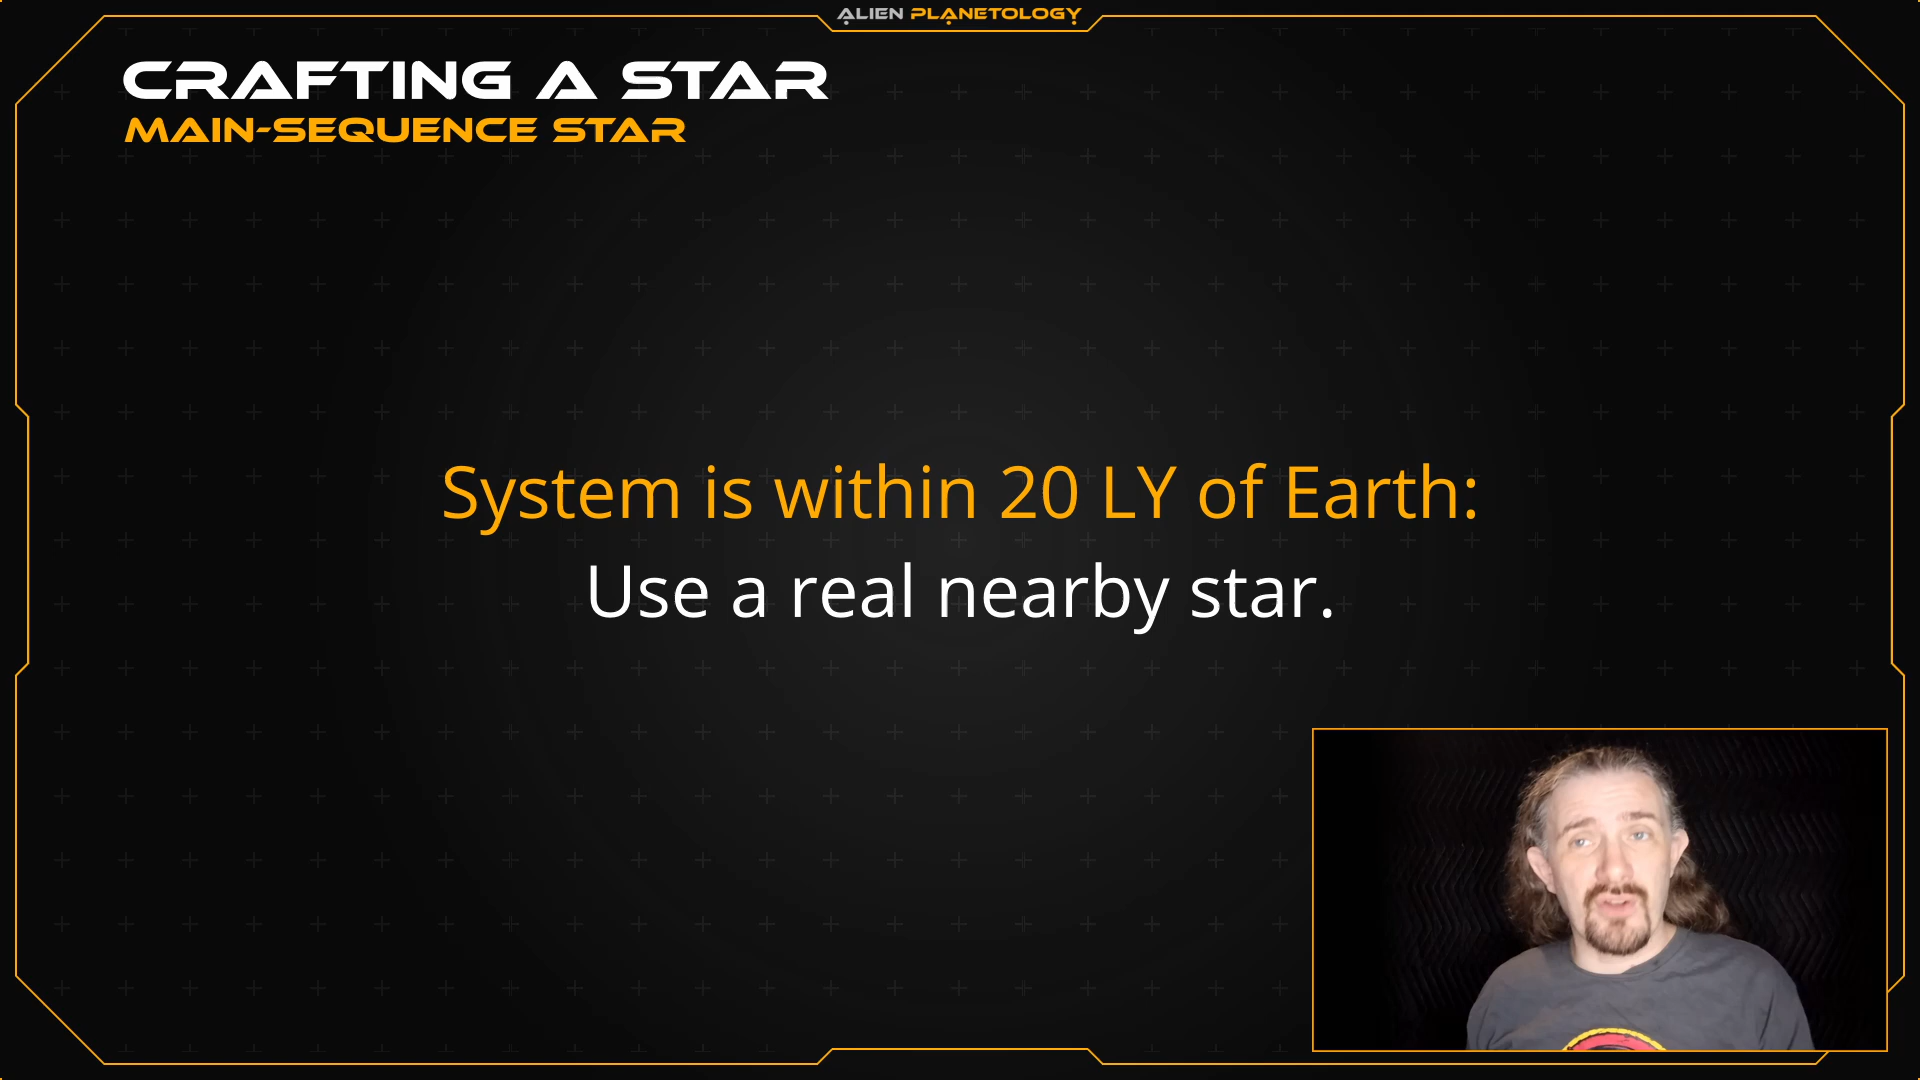 ALIEN PLANETOLOGY
CRAFTING A STAR
MAIN-SEQUENCE STAR
System is within 20 LY of Earth:
Use a real nearby star.